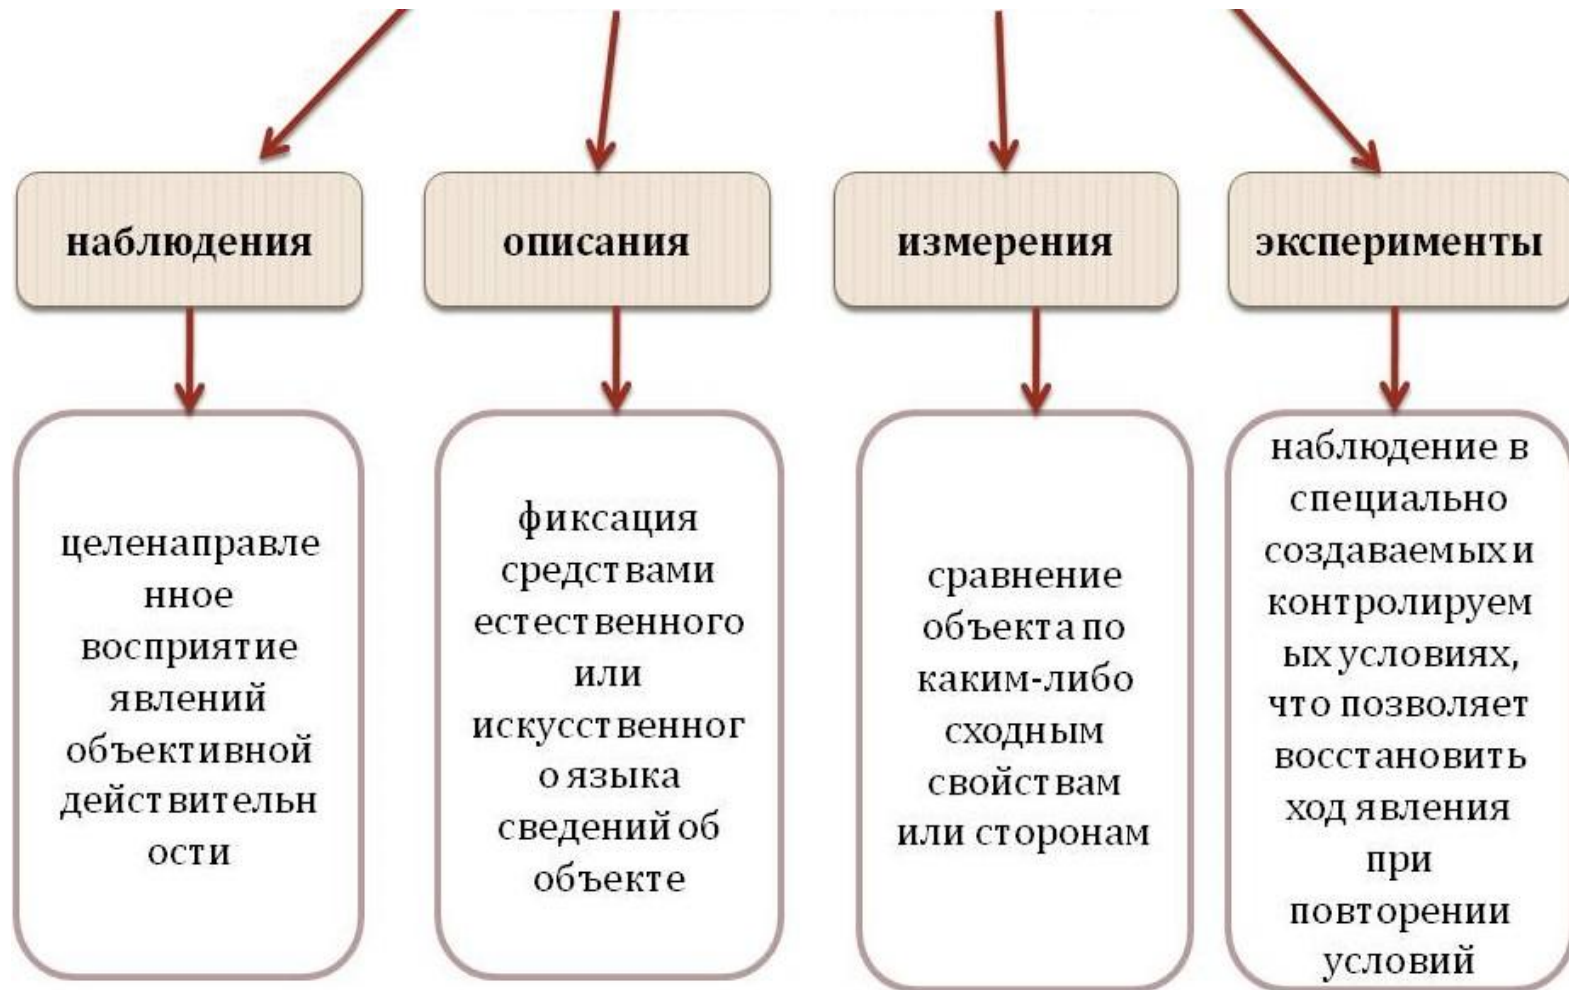 наблюдения
описания
измерения
эксперименты
целенаправле
нное
восприятие
явлений
объективной
действительн
ости
фиксация
средствами
естественного
или
искусственног
о языка
сведений об
объекте
сравнение
объекта по
каким-либо
сходным
свойствам
или сторонам
наблюдение в
специально
создаваемых и
контролируем
ых условиях,
что позволяет
восстановить
ход явления
при
повторении
условий